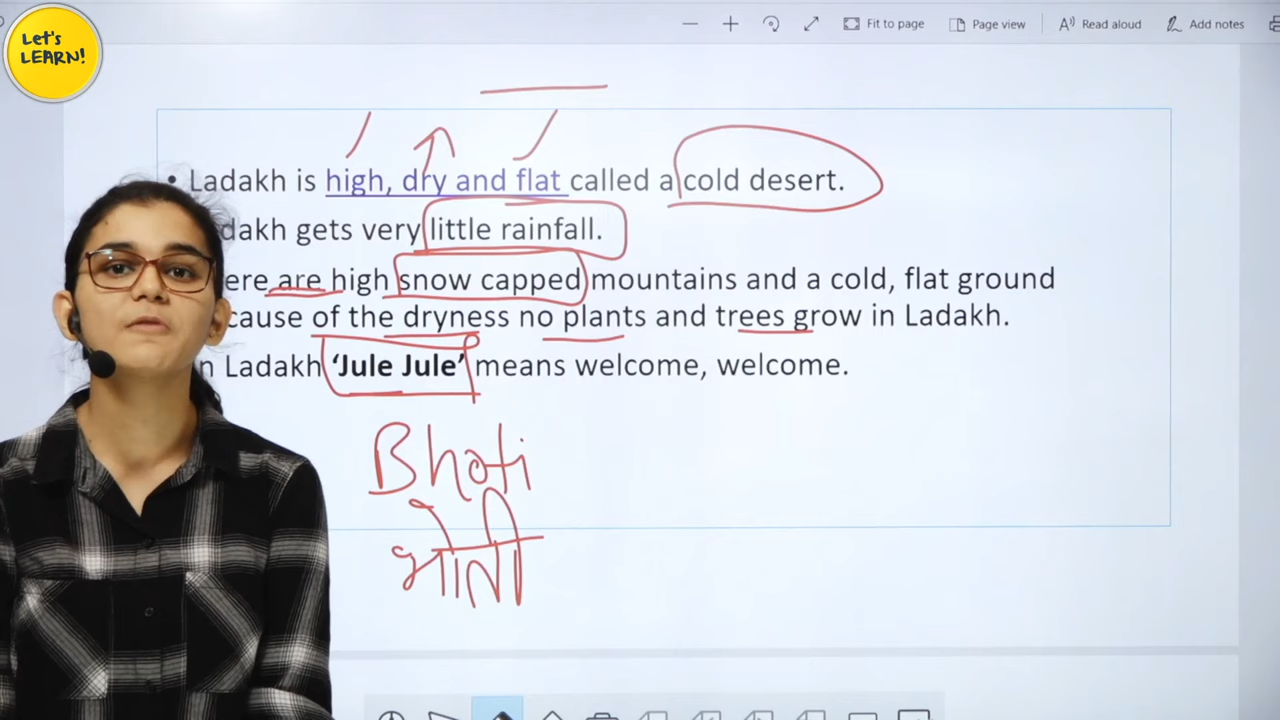 Let's
LEARN!
Fit to page
Page view
Read aloud
Add notes
• Ladakh is high, dry and flat called a cold desert.
dakh gets very little rainfall.
ere are high snow capped mountains and a cold, flat ground
cause of the dryness no plants and trees grow in Ladakh.
n Ladakh ‘Jule Jule’ means welcome, welcome.
Bhoti
भोती